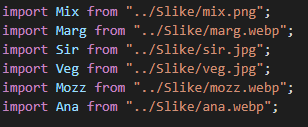 import Mix from "../Slike/mix.png";
import Marg from "../Slike/marg.webp";
import Sir from "../Slike/sir.jpg";
import Veg from "../Slike/veg.jpg";
import Mozz from "../Slike/mozz.webp";
import Ana from "../Slike/ana.webp";